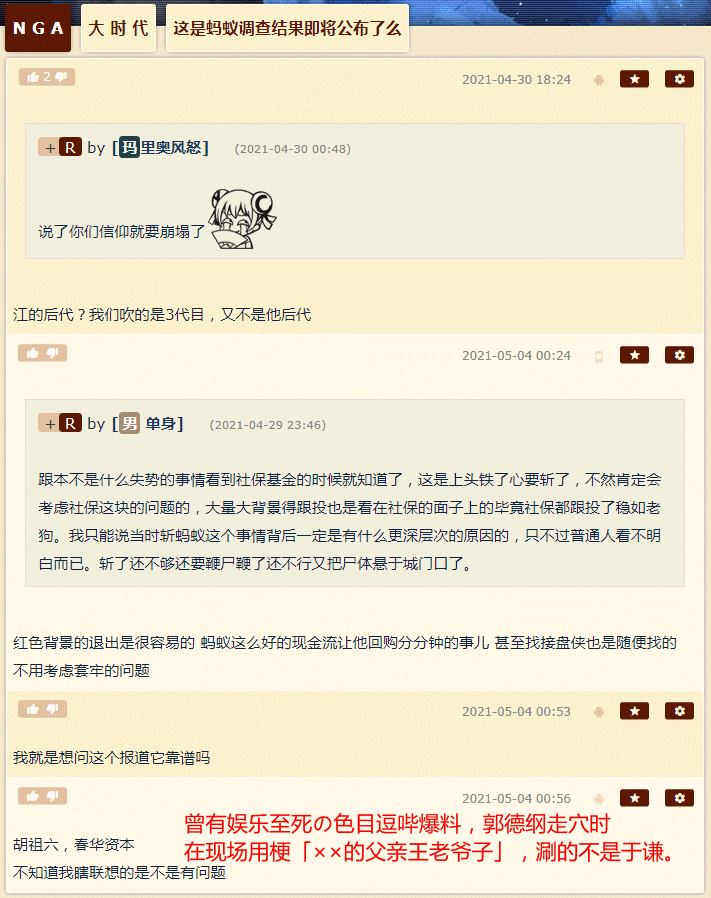 NGA 大时代 这是蚂蚁调查结果即将公布了么
2 2021-04-30 18:24
+ R by [玛里奥风怒] (2021-04-30 00:48)
说了你们信仰就要崩塌了
江的后代？我们吹的是3代目，又不是他后代
2021-05-04 00:24
+ R by [男 单身] (2021-04-29 23:46)
跟本不是什么失势的事情看到社保基金的时候就知道了，这是上头铁了心要斩了，不然肯定会
考虑社保这块的问题的，大量大背景得跟投也是看在社保的面子上的毕竟社保都跟投了稳如老
狗。我只能说当时斩蚂蚁这个事情背后一定是有什么更深层次的原因的，只不过普通人看不明
白而已。斩了还不够还要鞭尸鞭了还不行又把尸体悬于城门口了。
红色背景的退出是很容易的 蚂蚁这么好的现金流让他回购分分钟的事儿 甚至找接盘侠也是随便找的
不用考虑套牢的问题
2021-05-04 00:53
我就是想问这个报道它靠谱吗
2021-05-04 00:56
曾有娱乐至死の色目逗哔爆料，郭德纲走穴时
在现场用梗「××的父亲王老爷子」，涮的不是于谦。
胡祖六，春华资本
不知道我瞎联想的是不是有问题